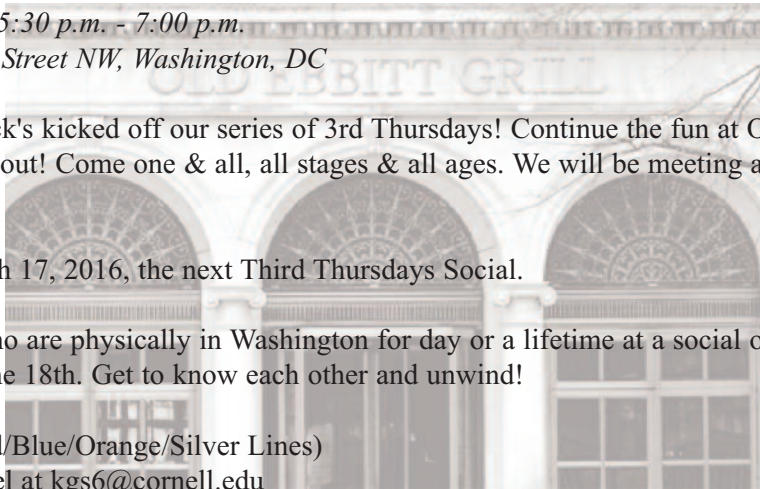 5:30 p.m. - 7:00 p.m.
Street NW, Washington, DC
OLD EBBITT GRILL
ck's kicked off our series of 3rd Thursdays! Continue the fun at O
out! Come one & all, all stages & all ages. We will be meeting a
h 17, 2016, the next Third Thursdays Social.
ho are physically in Washington for day or a lifetime at a social o
ne 18th. Get to know each other and unwind!
/Blue/Orange/Silver Lines)
el at kgs6@cornell.edu